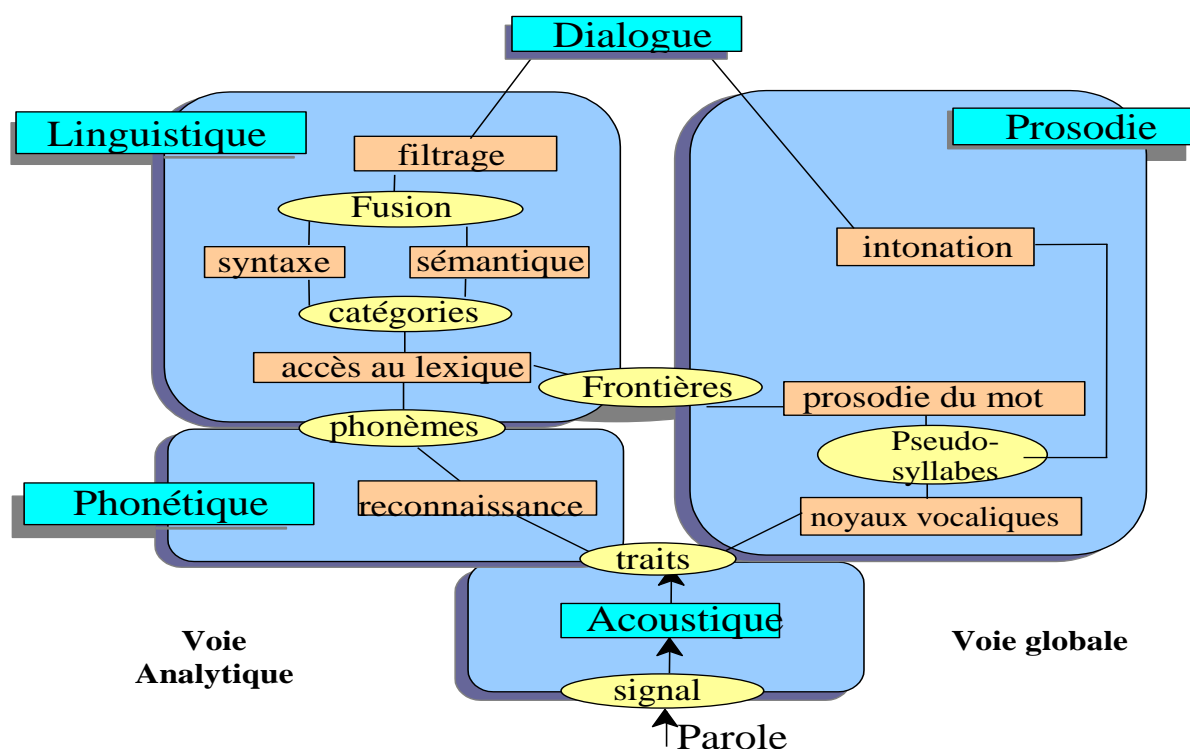 Dialogue
Linguistique
Prosodie
filtrage
Fusion
intonation
syntaxe
sémantique
catégories
accès au lexique
Frontières
prosodie du mot
phonèmes
Pseudo-
syllabes
Phonétique
reconnaissance
noyaux vocaliques
traits
Acoustique
Voie
Analytique
Voie globale
signal
Parole